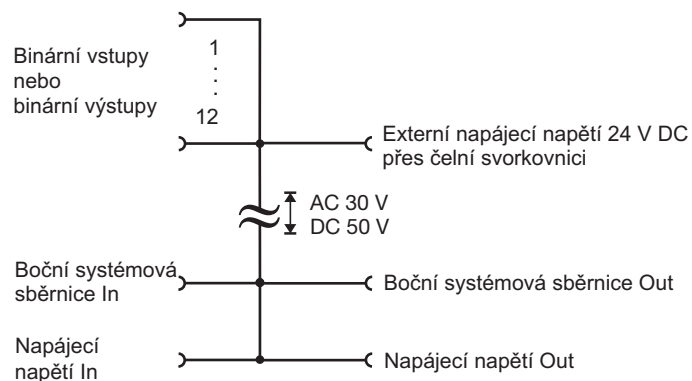 Binární vstupy
nebo
binární výstupy
1
.
.
.
.
12
Externí napájecí napětí 24 V DC
přes čelní svorkovnici
AC 30 V
DC 50 V
Boční systémová
sběrnice In
Boční systémová sběrnice Out
Napájecí
napětí In
Napájecí napětí Out